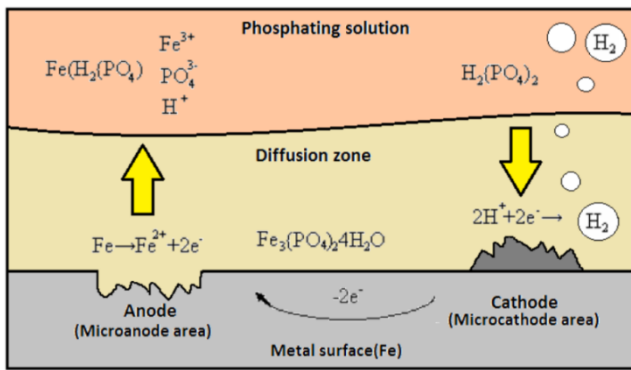 Phosphating solution
Fe³⁺
Fe(H₂(PO₄)
PO₄³⁻
H⁺
H₂(PO₄)₂
H₂
Diffusion zone
Fe→Fe²⁺+2e⁻
Fe₃(PO₄)₂4H₂O
2H⁺+2e⁻→
H₂
Anode
(Microanode area)
-2e⁻
Cathode
(Microcathode area)
Metal surface(Fe)